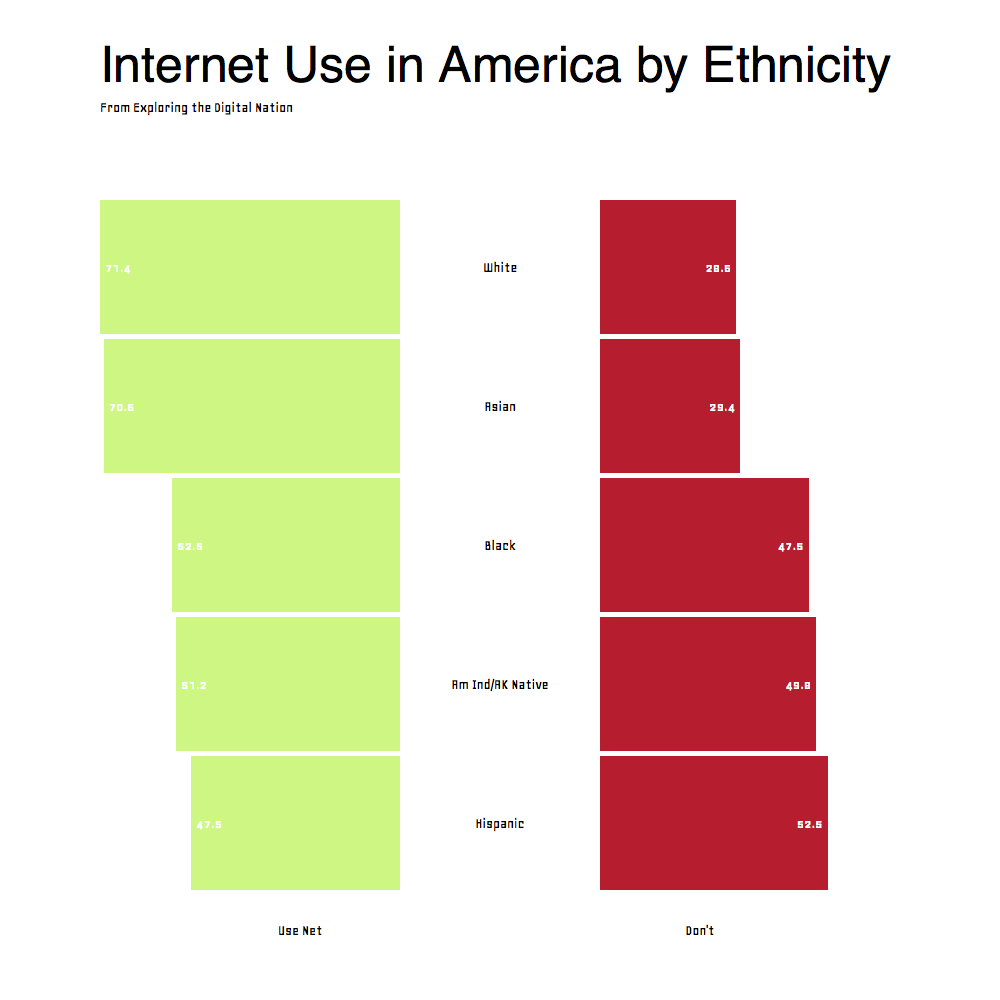 Internet Use in America by Ethnicity
From Exploring the Digital Nation
71.4 White 28.6
70.6 Asian 29.4
52.5 Black 47.5
51.2 Am Ind/AK Native
47.5 Hispanic 52.5
Use Net Don't